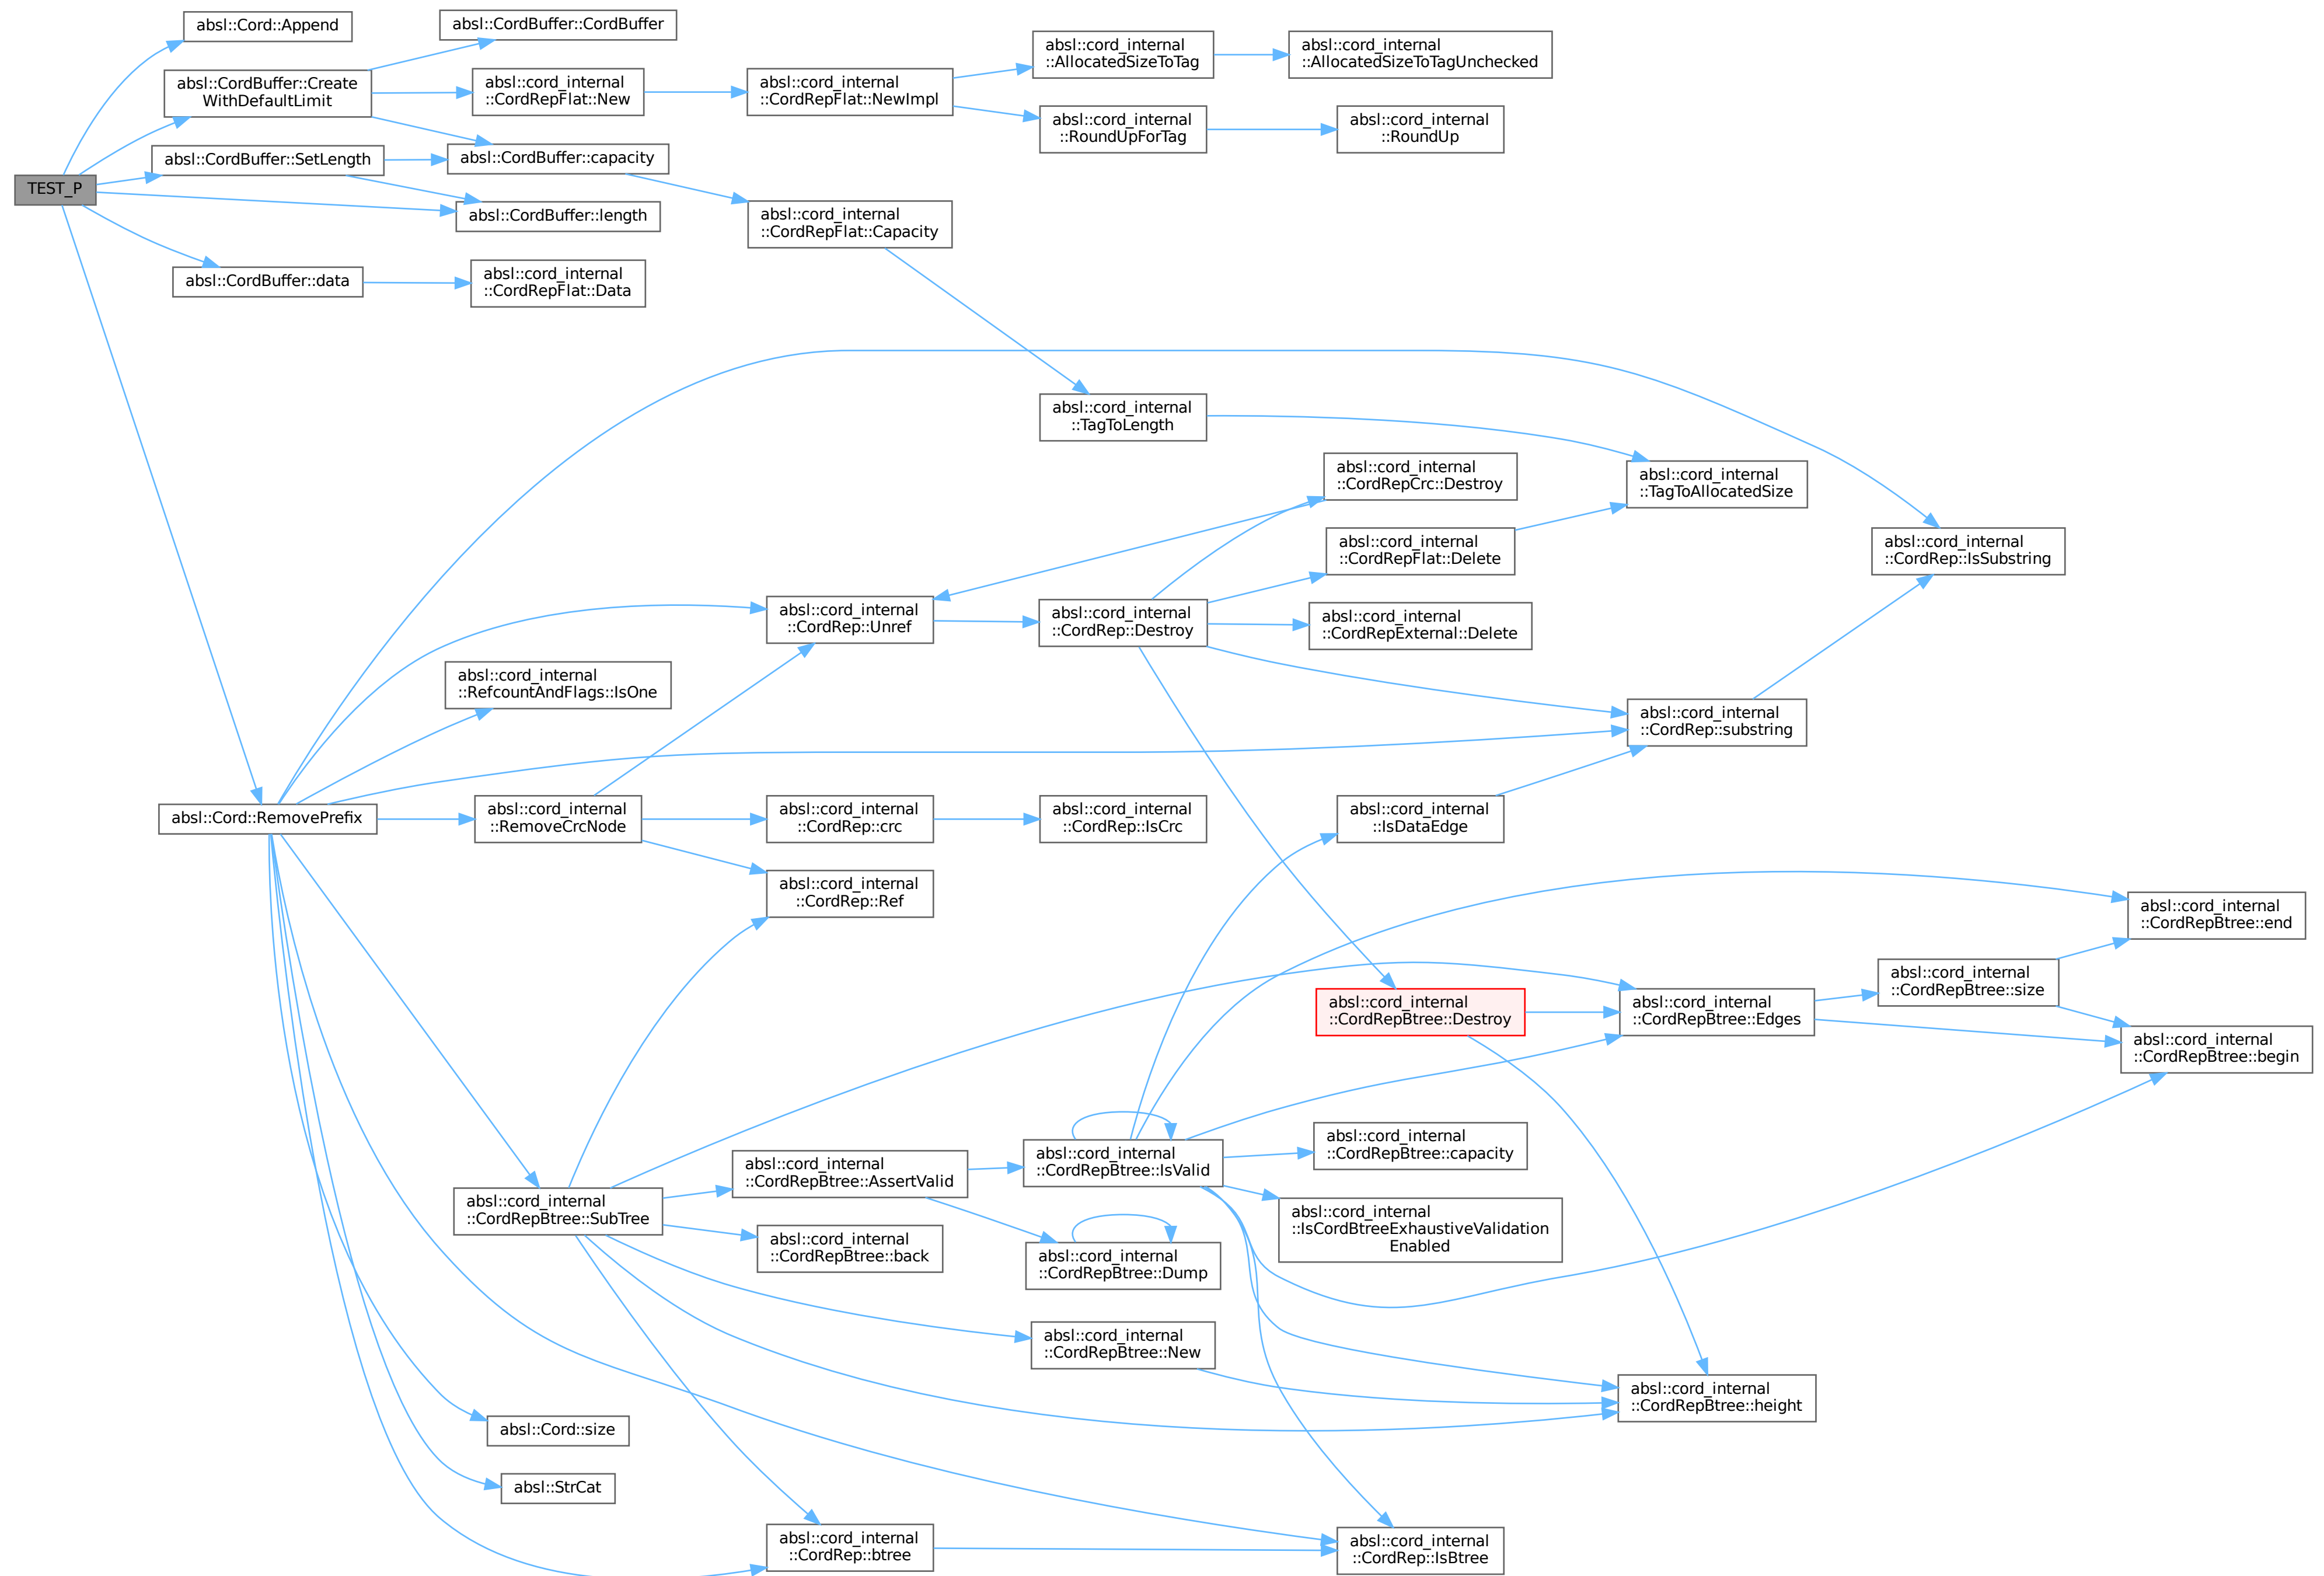 TEST_P
absl::Cord::Append
absl::CordBuffer::Create
WithDefaultLimit
absl::CordBuffer::SetLength
absl::CordBuffer::data
absl::Cord::RemovePrefix
absl::CordBuffer::CordBuffer
absl::cord_internal
::CordRepFlat::New
absl::CordBuffer::capacity
absl::CordBuffer::length
absl::cord_internal
::CordRepFlat::Data
absl::cord_internal
::RefcountAndFlags::IsOne
absl::cord_internal
::RemoveCrcNode
absl::cord_internal
::CordRepBtree::SubTree
absl::Cord::size
absl::StrCat
absl::cord_internal
::CordRepFlat::NewImpl
absl::cord_internal
::CordRepFlat::Capacity
absl::cord_internal
::CordRep::Unref
absl::cord_internal
::CordRep::crc
absl::cord_internal
::CordRep::Ref
absl::cord_internal
::CordRepBtree::AssertValid
absl::cord_internal
::CordRepBtree::back
absl::cord_internal
::CordRep::btree
absl::cord_internal
::AllocatedSizeToTag
absl::cord_internal
::RoundUpForTag
absl::cord_internal
::TagToLength
absl::cord_internal
::CordRep::Destroy
absl::cord_internal
::CordRep::IsCrc
absl::cord_internal
::CordRepBtree::IsValid
absl::cord_internal
::CordRepBtree::Dump
absl::cord_internal
::CordRepBtree::New
absl::cord_internal
::AllocatedSizeToTagUnchecked
absl::cord_internal
::RoundUp
absl::cord_internal
::CordRepCrc::Destroy
absl::cord_internal
::CordRepFlat::Delete
absl::cord_internal
::CordRepExternal::Delete
absl::cord_internal
::IsDataEdge
absl::cord_internal
::CordRepBtree::Destroy
absl::cord_internal
::CordRepBtree::capacity
absl::cord_internal
::IsCordBtreeExhaustiveValidation
Enabled
absl::cord_internal
::CordRep::IsBtree
absl::cord_internal
::TagToAllocatedSize
absl::cord_internal
::CordRep::substring
absl::cord_internal
::CordRepBtree::Edges
absl::cord_internal
::CordRepBtree::height
absl::cord_internal
::CordRep::IsSubstring
absl::cord_internal
::CordRepBtree::size
absl::cord_internal
::CordRepBtree::end
absl::cord_internal
::CordRepBtree::begin